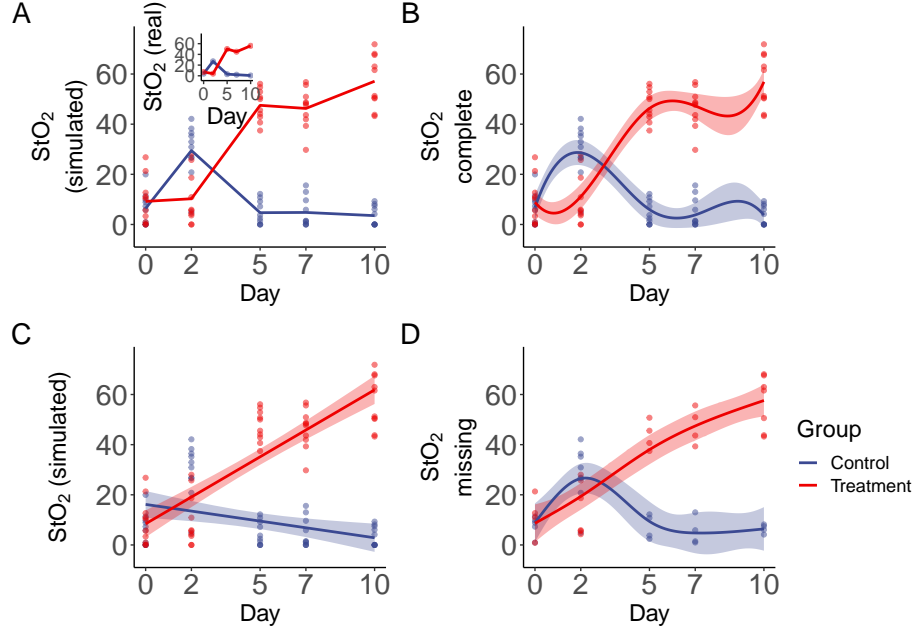 A
StO2 (simulated)
60
40
20
0
0 2 5 7 10
Day
StO2 (real)
60
40
20
0
0 5 10
Day
B
StO2 complete
60
40
20
0
0 2 5 7 10
Day
C
StO2 (simulated)
60
40
20
0
0 2 5 7 10
Day
D
StO2 missing
60
40
20
0
0 2 5 7 10
Day
Group
Control
Treatment